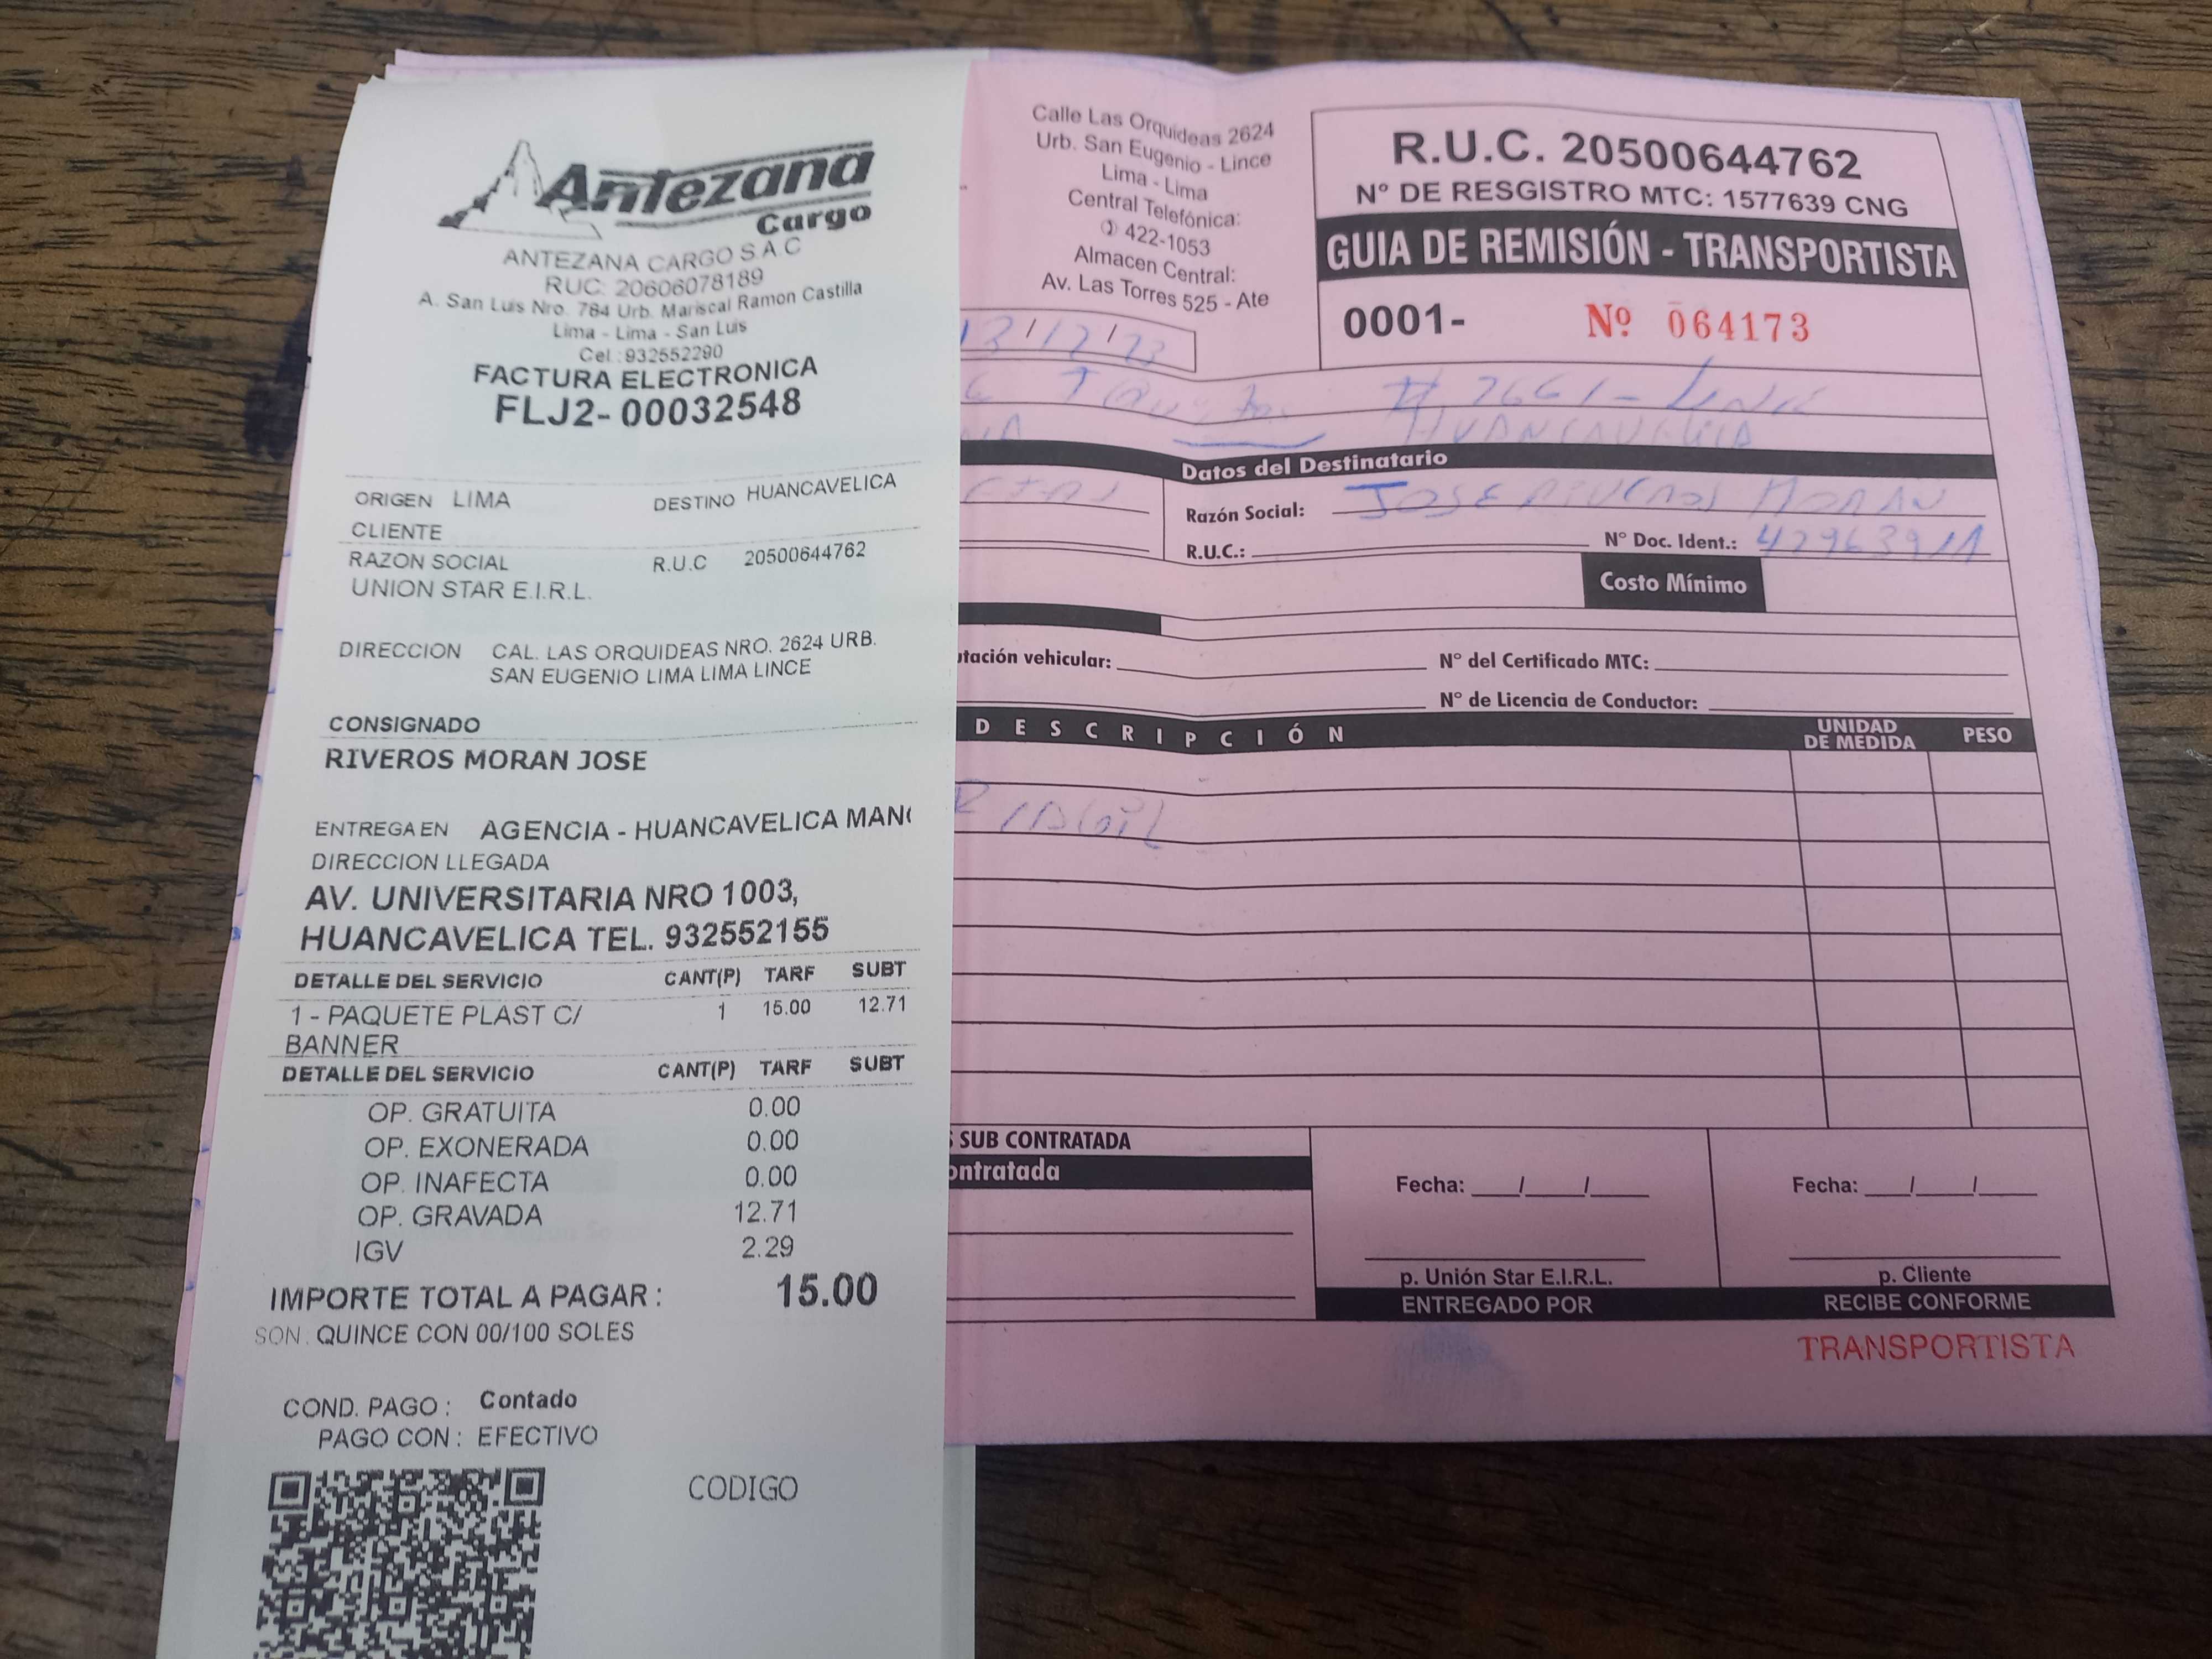 Antezana
Cargo
ANTEZANA CARGO S A C
RUC: 20606078189
A. San Luis Nro. 784 Urb. Mariscal Ramon Castilla
Lima - Lima - San Luis
Cel.:932552290
FACTURA ELECTRONICA
FLJ2- 00032548
ORIGEN LIMA DESTINO HUANCAVELICA
CLIENTE
RAZON SOCIAL R.U.C 20500644762
UNION STAR E.I.R.L.
DIRECCION CAL. LAS ORQUIDEAS NRO. 2624 URB.
SAN EUGENIO LIMA LIMA LINCE
CONSIGNADO
RIVEROS MORAN JOSE
ENTREGA EN AGENCIA - HUANCAVELICA MAN
DIRECCION LLEGADA
AV. UNIVERSITARIA NRO 1003,
HUANCAVELICA TEL. 932552155
DETALLE DEL SERVICIO CANT(P) TARF SUBT
1 - PAQUETE PLAST C/ 1 15.00 12.71
BANNER
DETALLE DEL SERVICIO CANT(P) TARF SUBT
OP. GRATUITA 0.00
OP. EXONERADA 0.00
OP. INAFECTA 0.00
OP. GRAVADA 12.71
IGV 2.29
IMPORTE TOTAL A PAGAR : 15.00
SON. QUINCE CON 00/100 SOLES
COND. PAGO : Contado
PAGO CON : EFECTIVO
CODIGO
Calle Las Orquideas 2624
Urb. San Eugenio - Lince
Lima - Lima
Central Telefónica:
422-1053
Almacen Central:
Av. Las Torres 525 - Ate
R.U.C. 20500644762
N° DE RESGISTRO MTC: 1577639 CNG
GUIA DE REMISIÓN - TRANSPORTISTA
0001- Nº 064173
HUANCAVELICA
Datos del Destinatario
Razón Social: JOSE RIVEROS MORAN
R.U.C.: N° Doc. Ident.:
Costo Mínimo
tación vehicular: N° del Certificado MTC:
N° de Licencia de Conductor:
DESCRIPCIÓN UNIDAD DE MEDIDA PESO
SUB CONTRATADA
ontratada
Fecha: / / Fecha: / /
p. Unión Star E.I.R.L. p. Cliente
ENTREGADO POR RECIBE CONFORME
TRANSPORTISTA